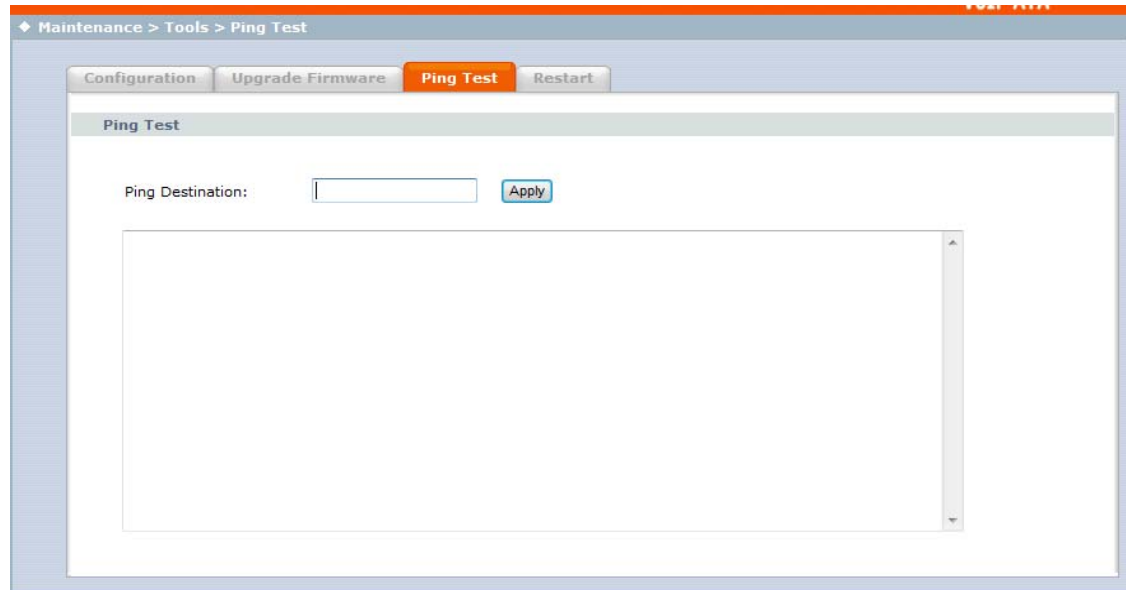 Maintenance > Tools > Ping Test
Configuration
Upgrade Firmware
Ping Test
Restart
Ping Test
Ping Destination:
Apply